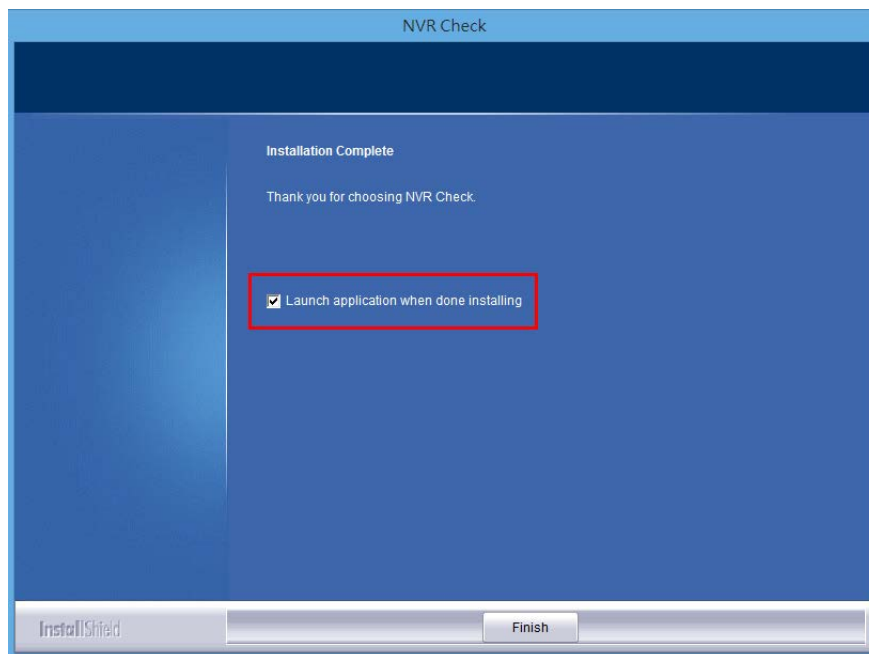 NVR Check
Installation Complete
Thank you for choosing NVR Check.
Launch application when done installing
InstallShield
Finish